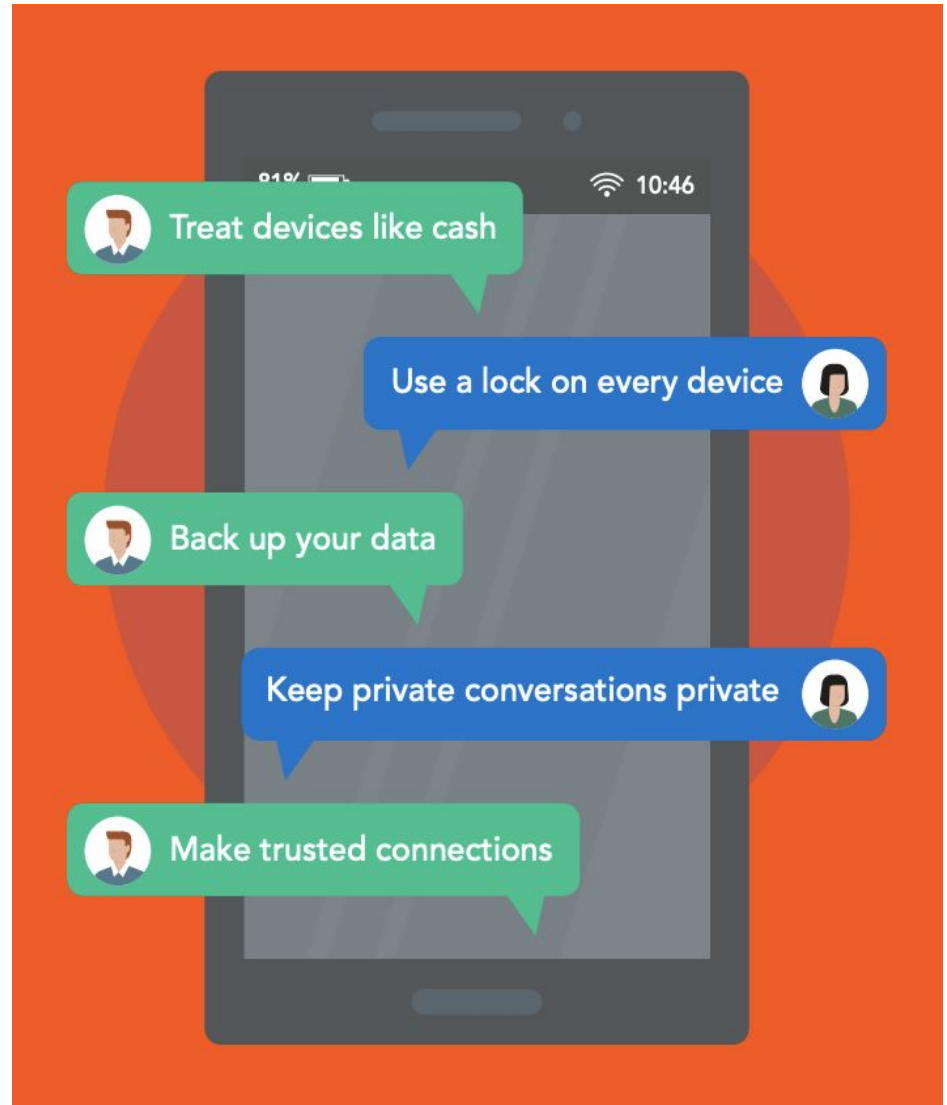 81% 10:46
Treat devices like cash
Use a lock on every device
Back up your data
Keep private conversations private
Make trusted connections